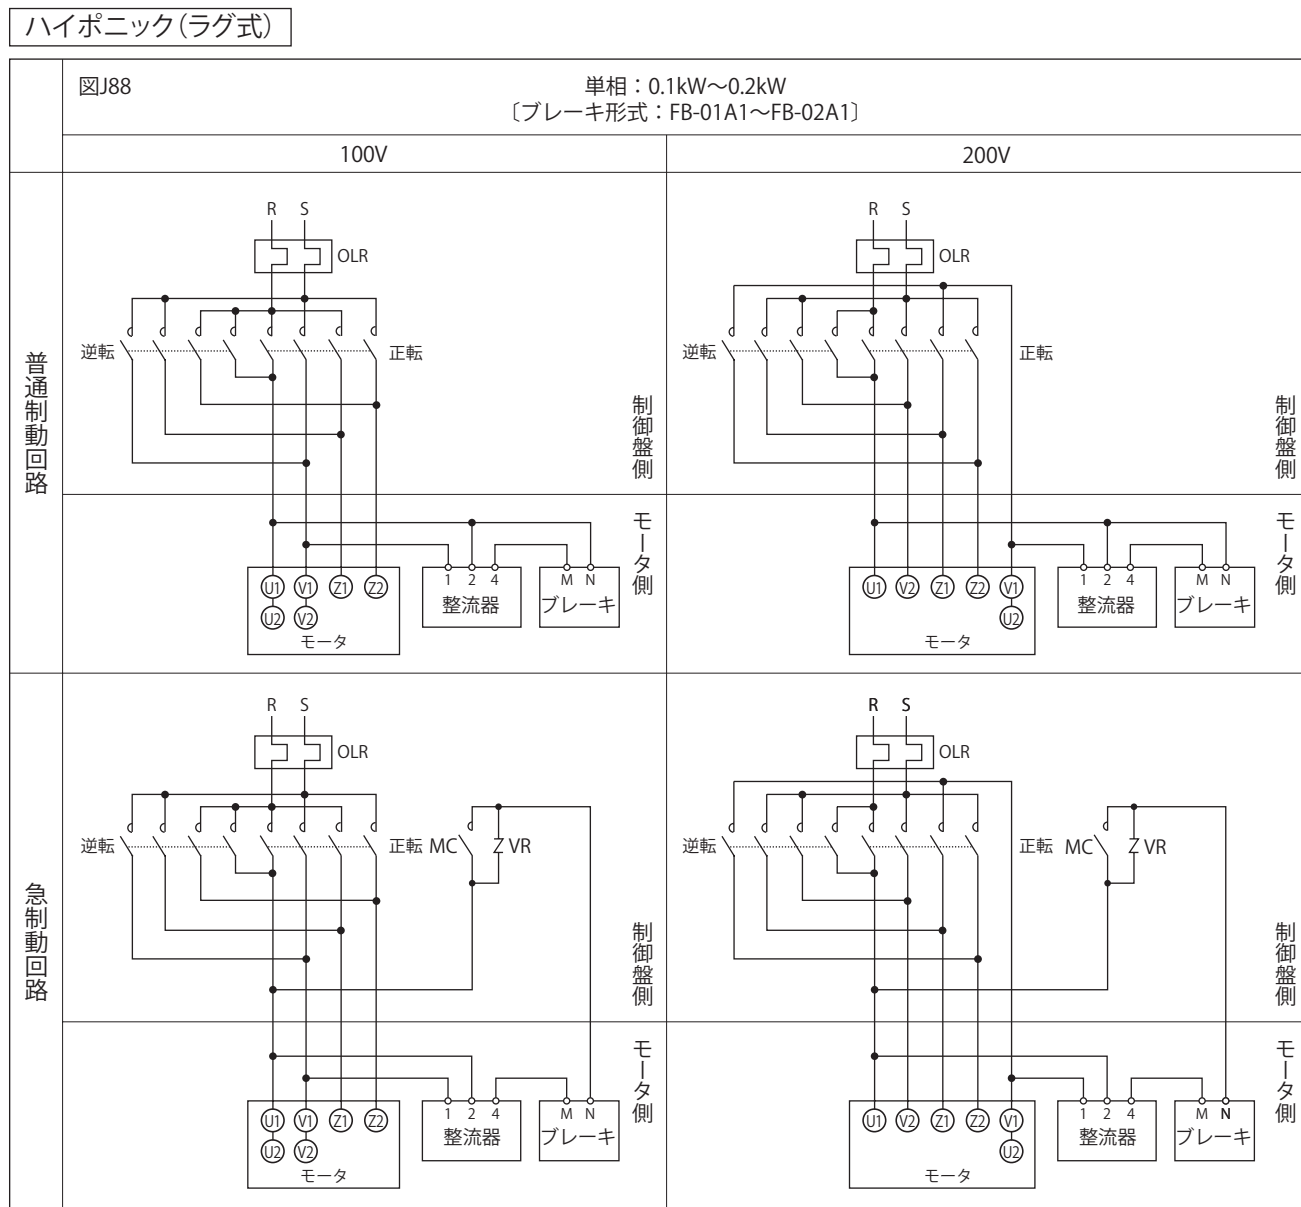 ハイポニック（ラグ式）
図J88
単相：0.1kW～0.2kW
〔ブレーキ形式：FB-01A1～FB-02A1〕
100V
200V
普通制動回路
R S
OLR
逆転
正転
制御盤側
モータ側
U1 V1 Z1 Z2
U2 V2
モータ
1 2 4
整流器
M N
ブレーキ
R S
OLR
逆転
正転
制御盤側
モータ側
U1 V2 Z1 Z2 V1
U2
モータ
1 2 4
整流器
M N
ブレーキ
急制動回路
R S
OLR
逆転
正転
MC
VR
制御盤側
モータ側
U1 V1 Z1 Z2
U2 V2
モータ
1 2 4
整流器
M N
ブレーキ
R S
OLR
逆転
正転
MC
VR
制御盤側
モータ側
U1 V2 Z1 Z2 V1
U2
モータ
1 2 4
整流器
M N
ブレーキ